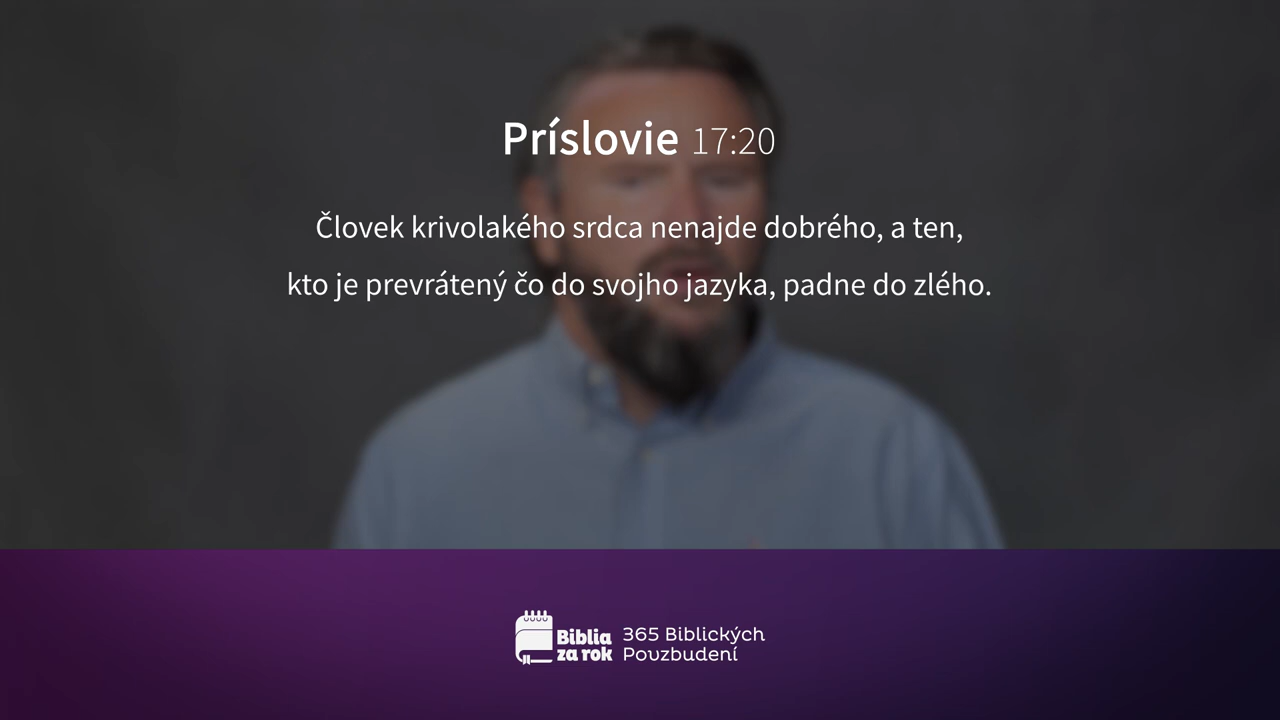 Príslovie 17:20
Človek krivolakého srdca nenajde dobrého, a ten,
kto je prevrátený čo do svojho jazyka, padne do zlého.
Biblia
za rok
365 Biblických
Povzbudení